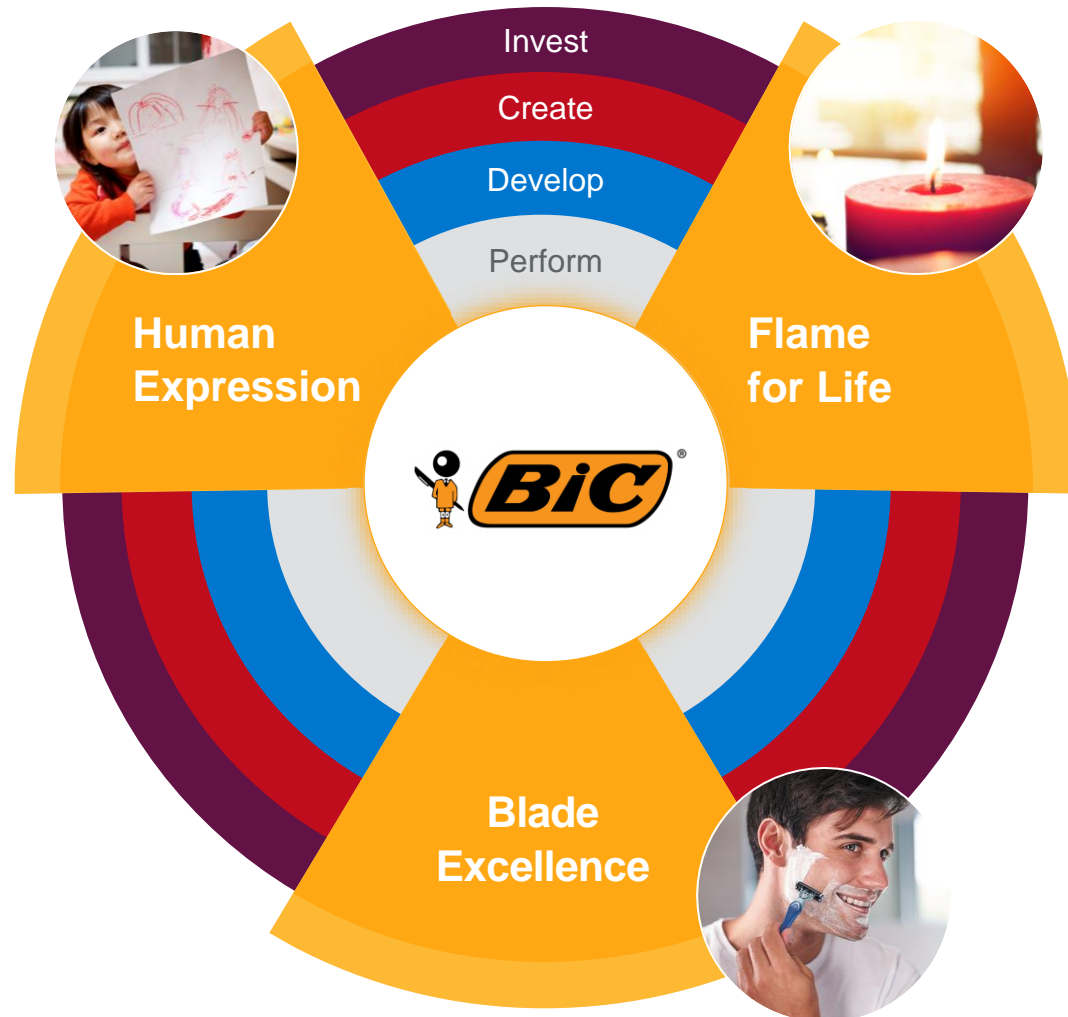 Invest
Create
Develop
Perform
Human
Expression
Flame
for Life
BiC®
Blade
Excellence